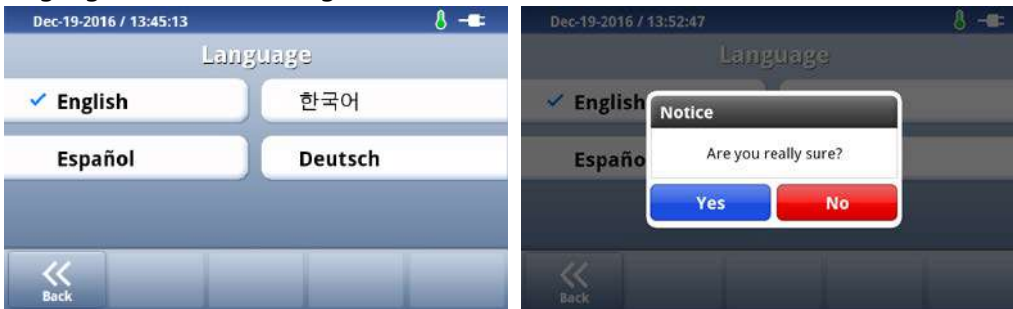 Dec-19-2016 / 13:45:13
Language
English
한국어
Español
Deutsch
Back
Dec-19-2016 / 13:52:47
Language
English
Españo
Notice
Are you really sure?
Yes
No
Back